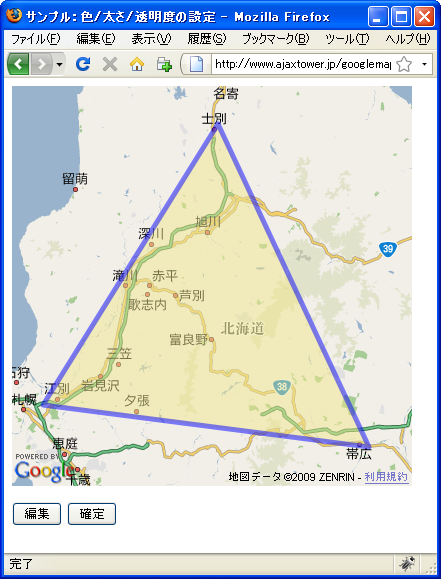 サンプル: 色/太さ/透明度の設定 - Mozilla Firefox
ファイル(F) 編集(E) 表示(V) 履歴(S) ブックマーク(B) ツール(T) ヘルプ(H)
http://www.ajaxtower.jp/googlemap
名寄
士別
留萌
深川
旭川
39
滝川
赤平
芦別
歌志内
北海道
富良野
三笠
石狩
江別
岩見沢
38
札幌
夕張
恵庭
帯広
POWERED BY
Google
千歳
地図データ ©2009 ZENRIN - 利用規約
編集 確定
完了